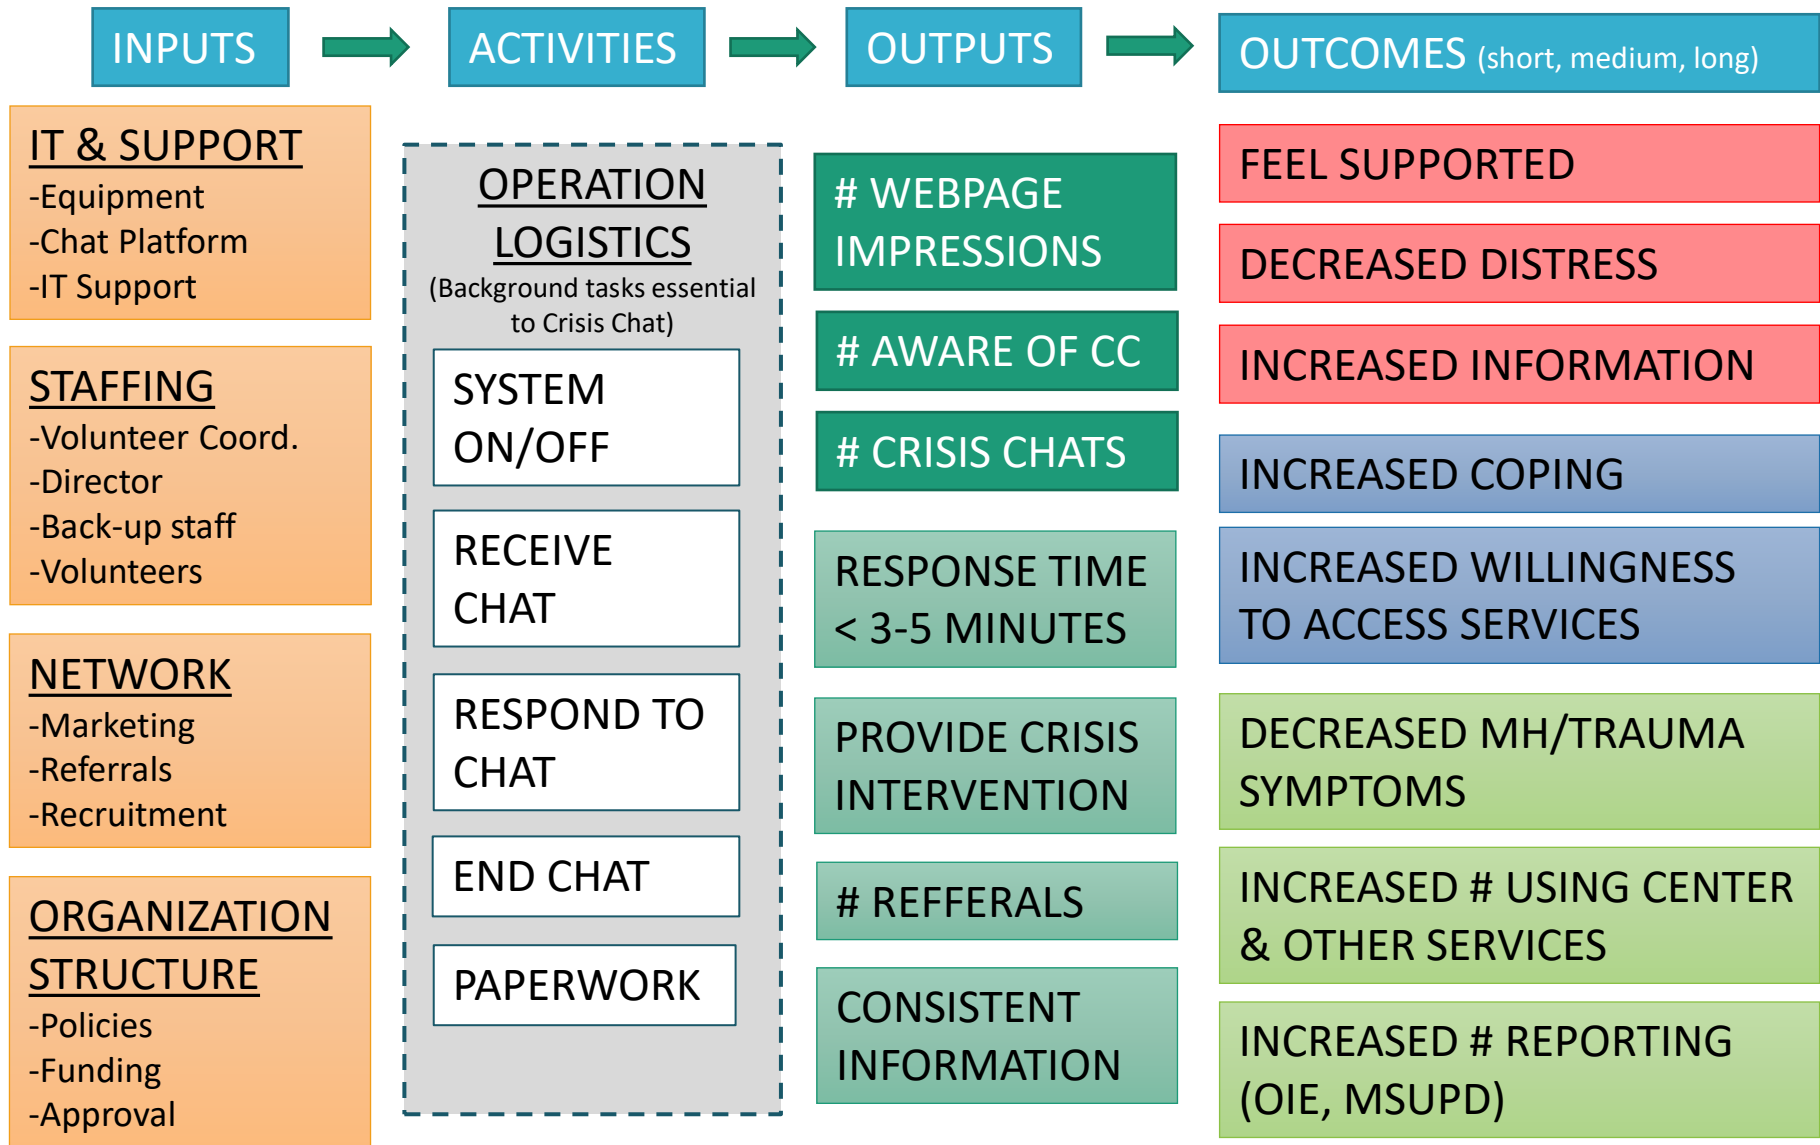 INPUTS
ACTIVITIES
OUTPUTS
OUTCOMES (short, medium, long)
IT & SUPPORT
-Equipment
-Chat Platform
-IT Support
STAFFING
-Volunteer Coord.
-Director
-Back-up staff
-Volunteers
NETWORK
-Marketing
-Referrals
-Recruitment
ORGANIZATION
STRUCTURE
-Policies
-Funding
-Approval
OPERATION
LOGISTICS
(Background tasks essential
to Crisis Chat)
SYSTEM
ON/OFF
RECEIVE
CHAT
RESPOND TO
CHAT
END CHAT
PAPERWORK
# WEBPAGE
IMPRESSIONS
# AWARE OF CC
# CRISIS CHATS
RESPONSE TIME
< 3-5 MINUTES
PROVIDE CRISIS
INTERVENTION
# REFFERALS
CONSISTENT
INFORMATION
FEEL SUPPORTED
DECREASED DISTRESS
INCREASED INFORMATION
INCREASED COPING
INCREASED WILLINGNESS
TO ACCESS SERVICES
DECREASED MH/TRAUMA
SYMPTOMS
INCREASED # USING CENTER
& OTHER SERVICES
INCREASED # REPORTING
(OIE, MSUPD)